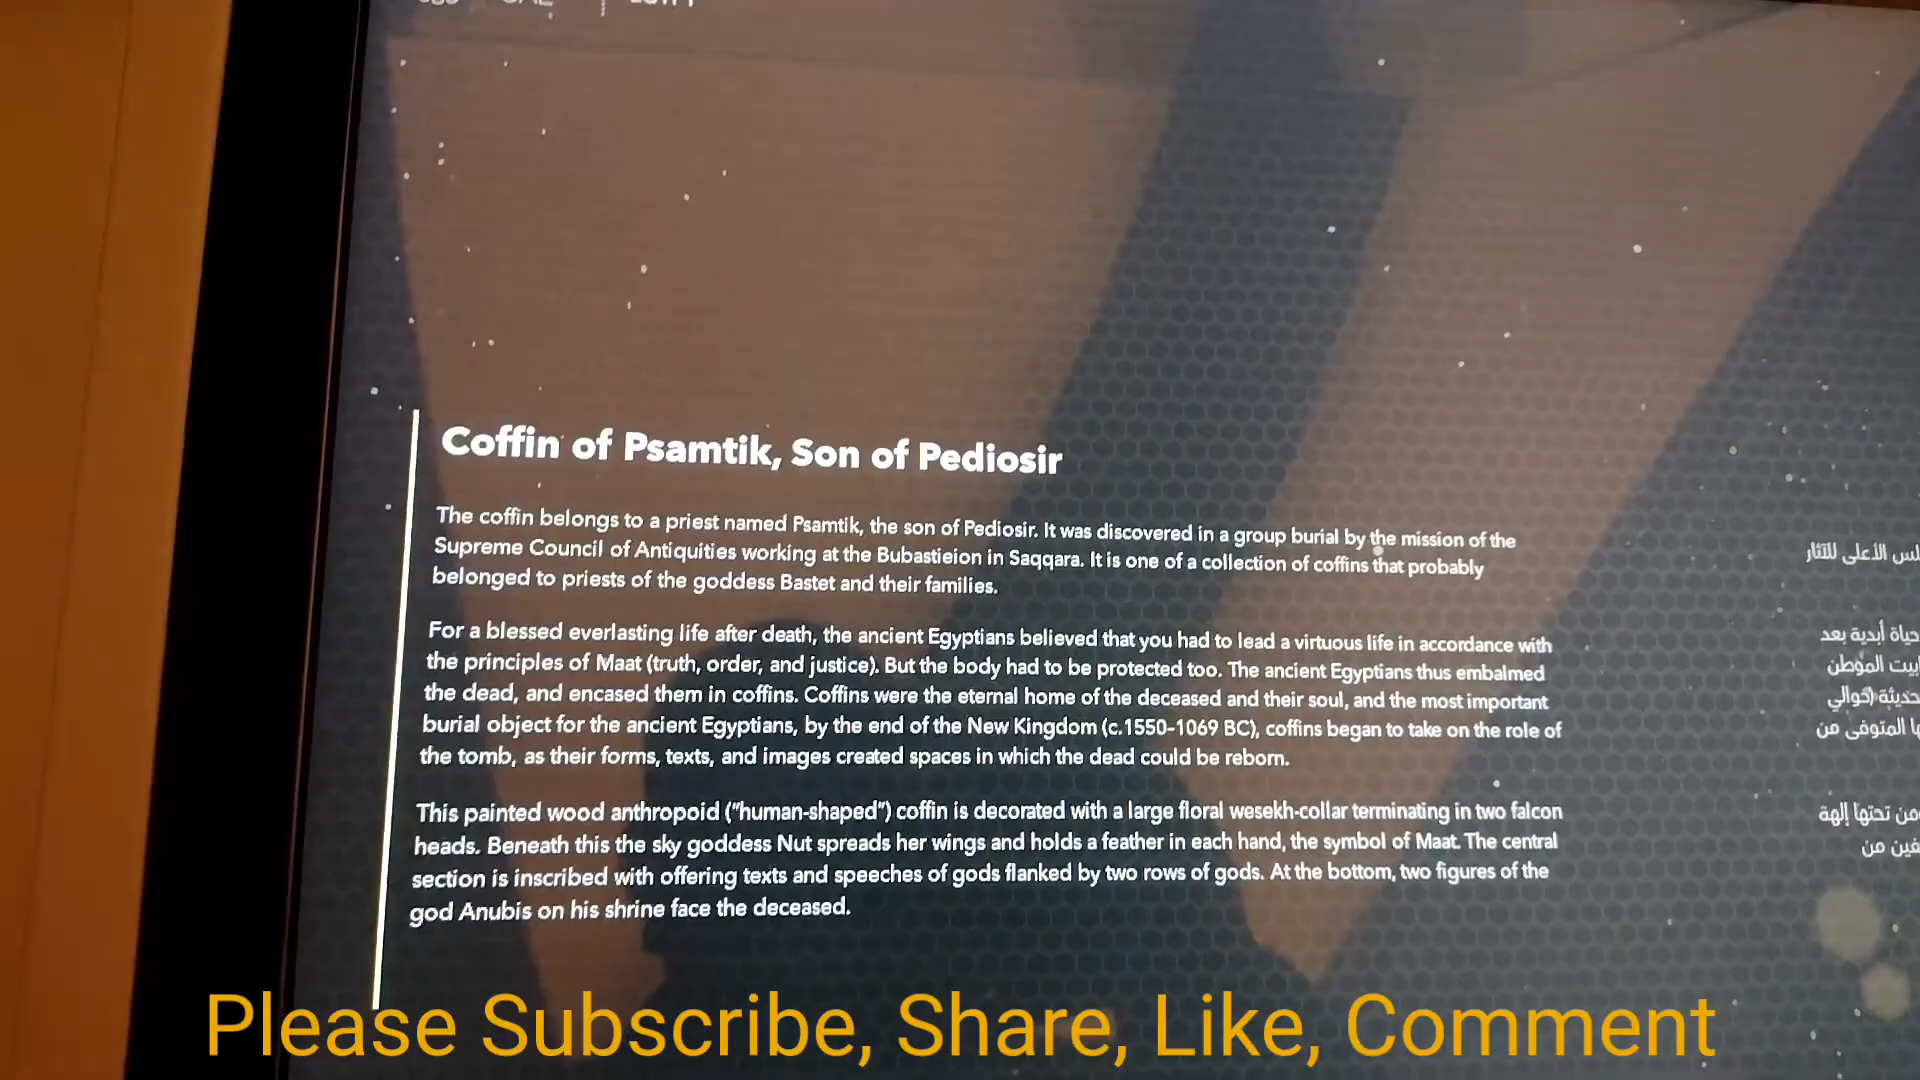 Coffin of Psamtik, Son of Pediosir
The coffin belongs to a priest named Psamtik, the son of Pediosir. It was discovered in a group burial by the mission of the
Supreme Council of Antiquities working at the Bubastieion in Saqqara. It is one of a collection of coffins that probably
belonged to priests of the goddess Bastet and their families.
For a blessed everlasting life after death, the ancient Egyptians believed that you had to lead a virtuous life in accordance with
the principles of Maat (truth, order, and justice). But the body had to be protected too. The ancient Egyptians thus embalmed
the dead, and encased them in coffins. Coffins were the eternal home of the deceased and their soul, and the most important
burial object for the ancient Egyptians, by the end of the New Kingdom (c.1550-1069 BC), coffins began to take on the role of
the tomb, as their forms, texts, and images created spaces in which the dead could be reborn.
This painted wood anthropoid ("human-shaped") coffin is decorated with a large floral wesekh-collar terminating in two falcon
heads. Beneath this the sky goddess Nut spreads her wings and holds a feather in each hand, the symbol of Maat. The central
section is inscribed with offering texts and speeches of gods flanked by two rows of gods. At the bottom, two figures of the
god Anubis on his shrine face the deceased.
الأعلى للآثار
حياة أبدية بعد
المتوفى من
من تحتها إلهة
Please Subscribe, Share, Like, Comment